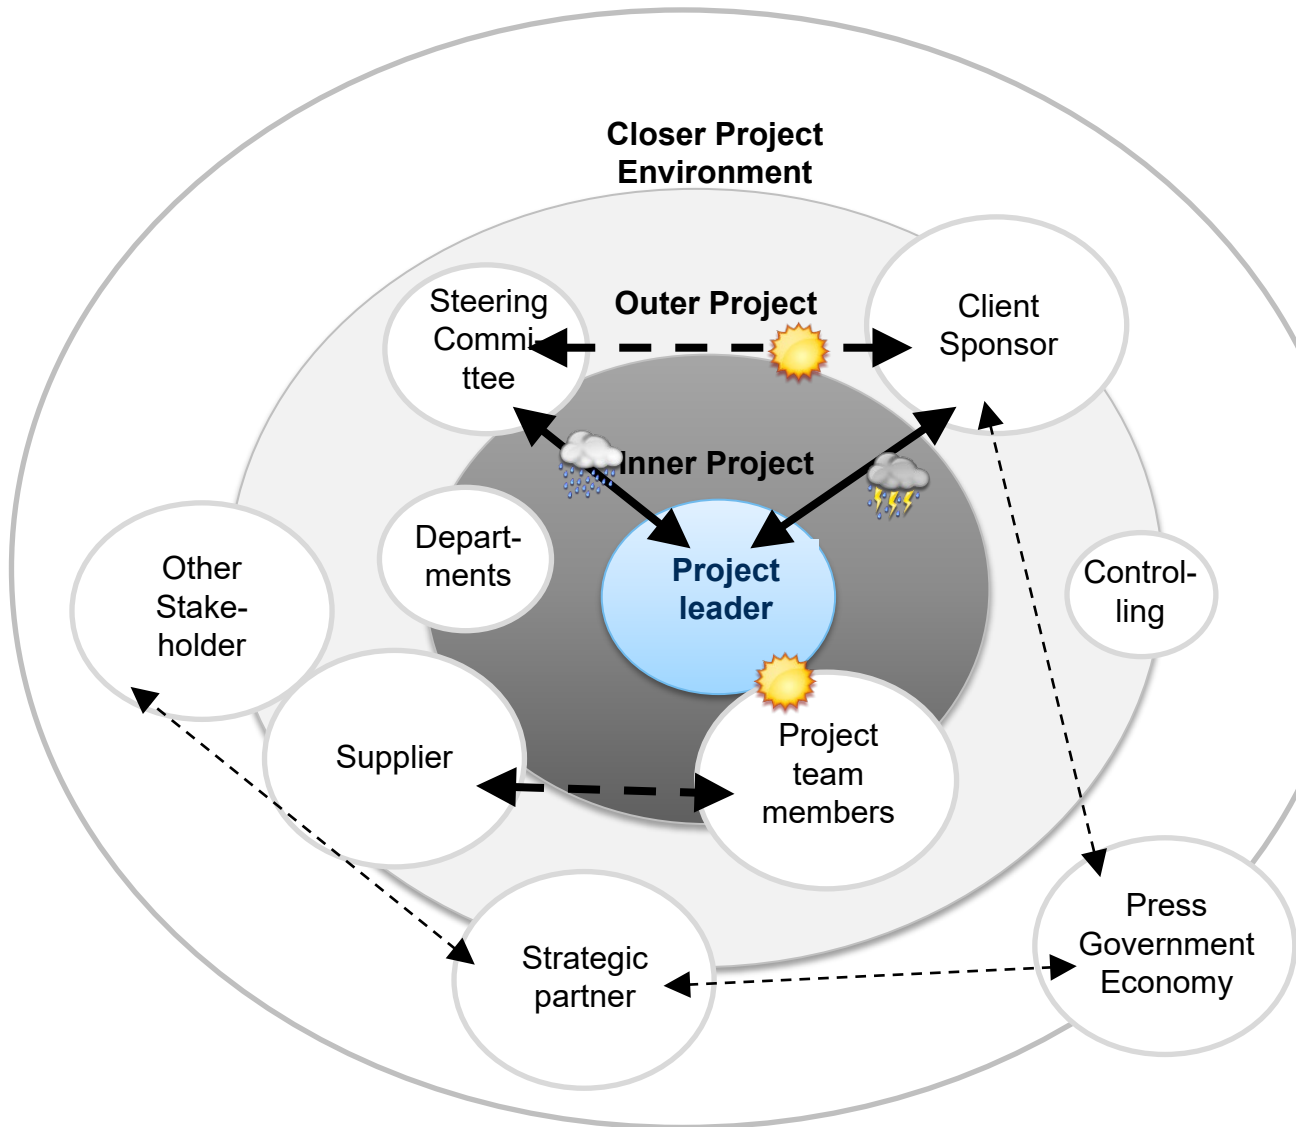 Closer Project
Environment
Steering
Commi-
ttee
Outer Project
Client
Sponsor
Inner Project
Depart-
ments
Project
leader
Other
Stake-
holder
Control-
ling
Supplier
Project
team
members
Strategic
partner
Press
Government
Economy